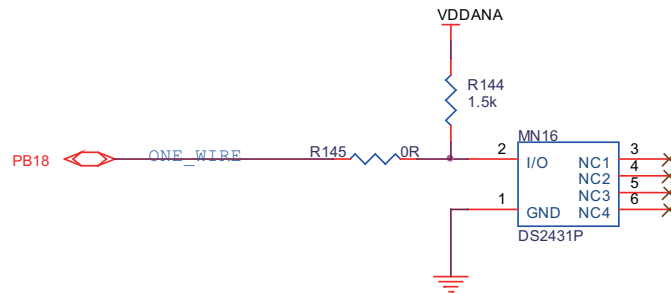 VDDANA
R144
1.5k
MN16
PB18
ONE_WIRE
R145
0R
2
I/O
NC1
3
NC2
4
NC3
5
1
GND
NC4
6
DS2431P